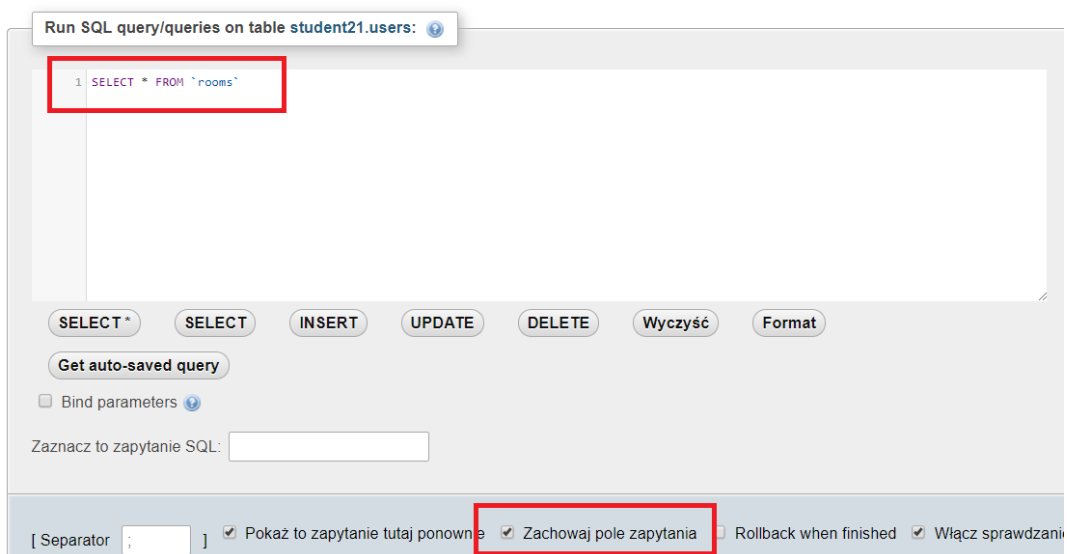 Run SQL query/queries on table student21.users:
1 SELECT * FROM `rooms`
SELECT * SELECT INSERT UPDATE DELETE Wyczyść Format
Get auto-saved query
Bind parameters
Zaznacz to zapytanie SQL:
[ Separator ; ] Pokaż to zapytanie tutaj ponownie Zachowaj pole zapytania Rollback when finished Włącz sprawdzani